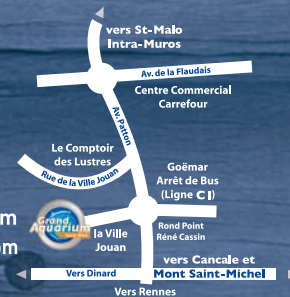 vers St-Malo
Intra-Muros
Av. de la Flaudais
Centre Commercial
Carrefour
Av. Patton
Le Comptoir
des Lustres
Rue de la Ville Jouan
Goëmar
Arrêt de Bus
(Ligne C1)
m
Grand
Aquarium
la Ville
Jouan
Rond Point
Réné Cassin
om
vers Cancale et
Vers Dinard
Mont Saint-Michel
Vers Rennes